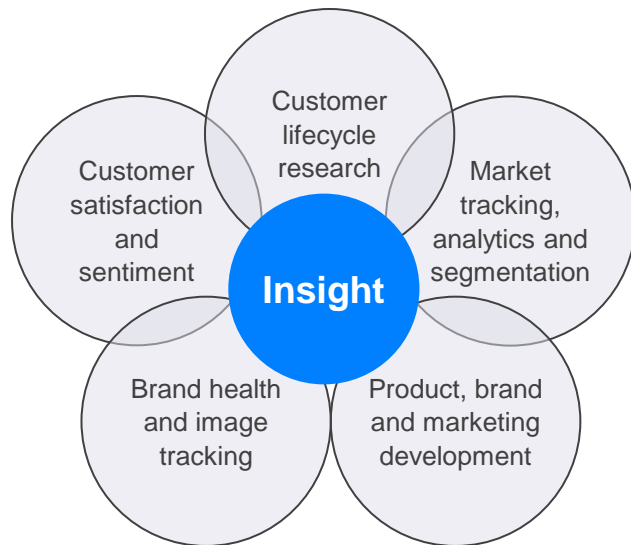 Customer
lifecycle
research
Customer
satisfaction
and
sentiment
Market
tracking,
analytics and
segmentation
Insight
Brand health
and image
tracking
Product, brand
and marketing
development